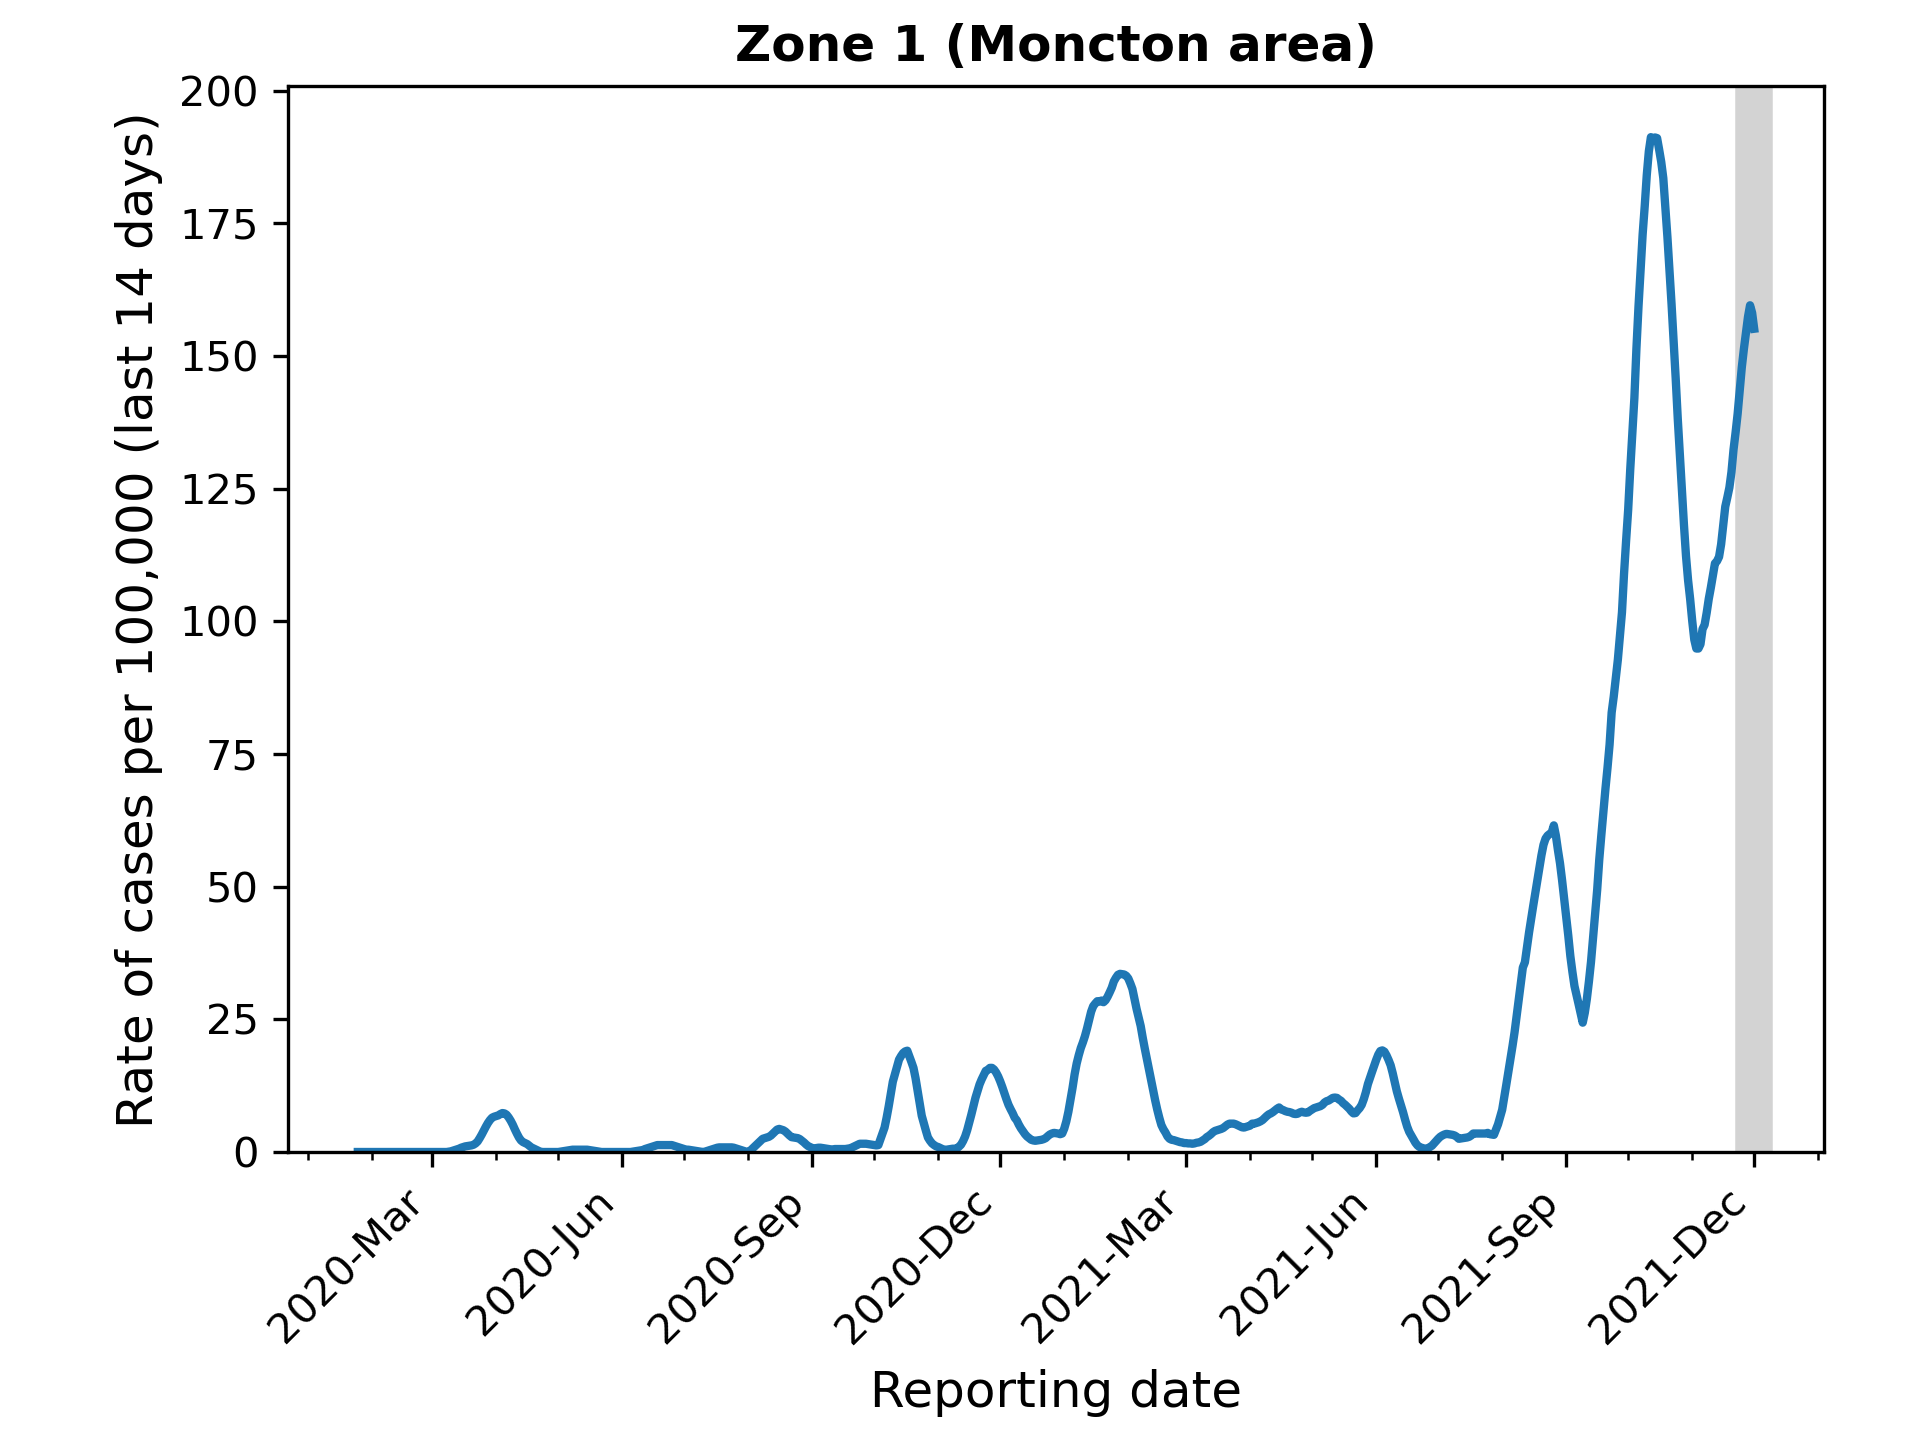 Zone 1 (Moncton area)
Rate of cases per 100,000 (last 14 days)
200
175
150
125
100
75
50
25
0
2020-Mar
2020-Jun
2020-Sep
2020-Dec
2021-Mar
2021-Jun
2021-Sep
2021-Dec
Reporting date